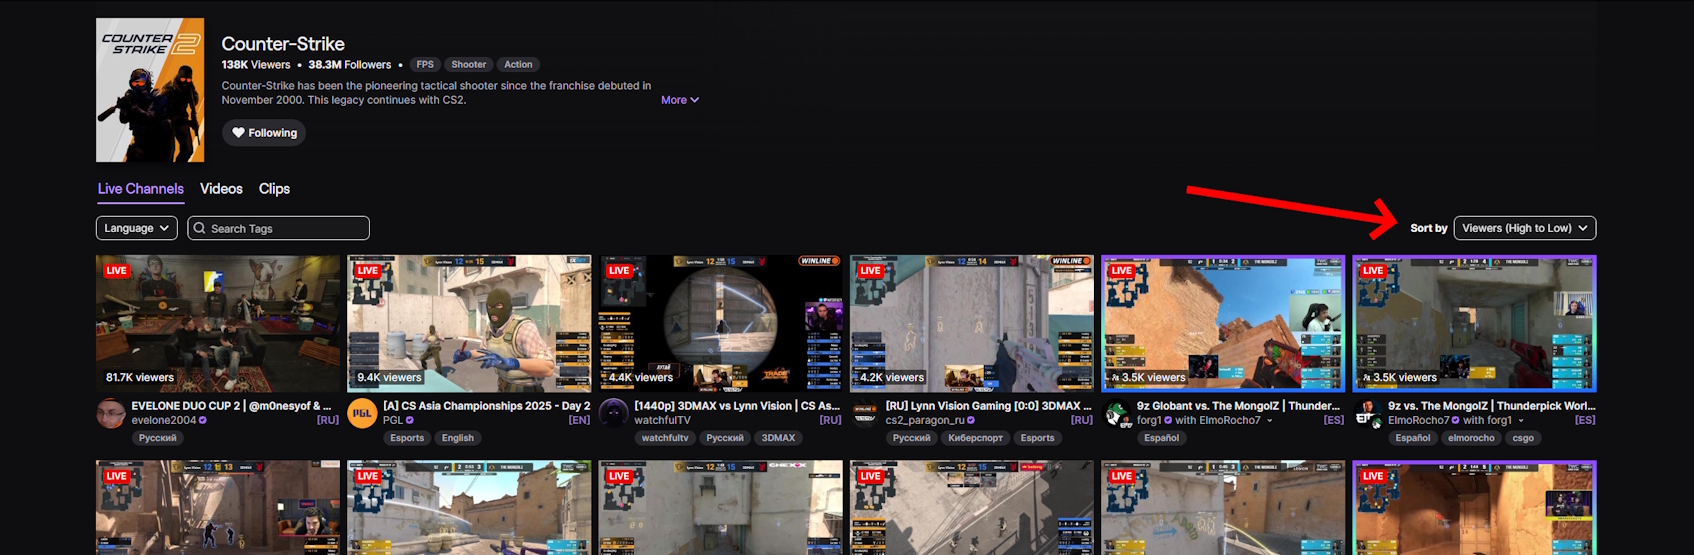 COUNTER
STRIKE 2
Counter-Strike
138K Viewers • 38.3M Followers • FPS Shooter Action
Counter-Strike has been the pioneering tactical shooter since the franchise debuted in
November 2000. This legacy continues with CS2.
More
Following
Live Channels Videos Clips
Language Search Tags
Sort by Viewers (High to Low)
LIVE LIVE LIVE LIVE LIVE LIVE
WINLINE WINLINE
81.7K viewers 9.4K viewers 4.4K viewers 4.2K viewers 3.5K viewers 3.5K viewers
EVELONE DUO CUP 2 | @m0nesyof & ...
evelone2004 [RU]
Русский
PGL
[A] CS Asia Championships 2025 - Day 2
PGL [EN]
Esports English
[1440p] 3DMAX vs Lynn Vision | CS As...
watchfulTV [RU]
watchfultv Русский 3DMAX
[RU] Lynn Vision Gaming [0:0] 3DMAX ...
cs2_paragon_ru [RU]
Русский Киберспорт Esports
9z Globant vs. The MongolZ | Thunder...
forg1 with ElmoRocho7 [ES]
Español
9z vs. The MongolZ | Thunderpick Worl...
ElmoRocho7 with forg1 [ES]
Español elmorocho csgo
LIVE LIVE LIVE LIVE LIVE LIVE